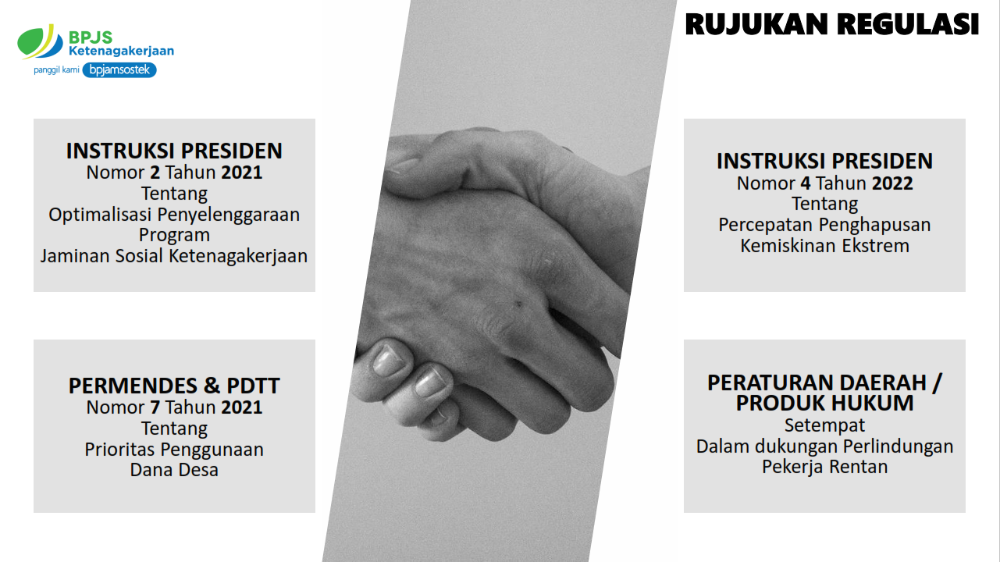 BPJS
Ketenagakerjaan
panggil kami bpjamsostek
RUJUKAN REGULASI
INSTRUKSI PRESIDEN
Nomor 2 Tahun 2021
Tentang
Optimalisasi Penyelenggaraan
Program
Jaminan Sosial Ketenagakerjaan
INSTRUKSI PRESIDEN
Nomor 4 Tahun 2022
Tentang
Percepatan Penghapusan
Kemiskinan Ekstrem
PERMENDES & PDTT
Nomor 7 Tahun 2021
Tentang
Prioritas Penggunaan
Dana Desa
PERATURAN DAERAH /
PRODUK HUKUM
Setempat
Dalam dukungan Perlindungan
Pekerja Rentan